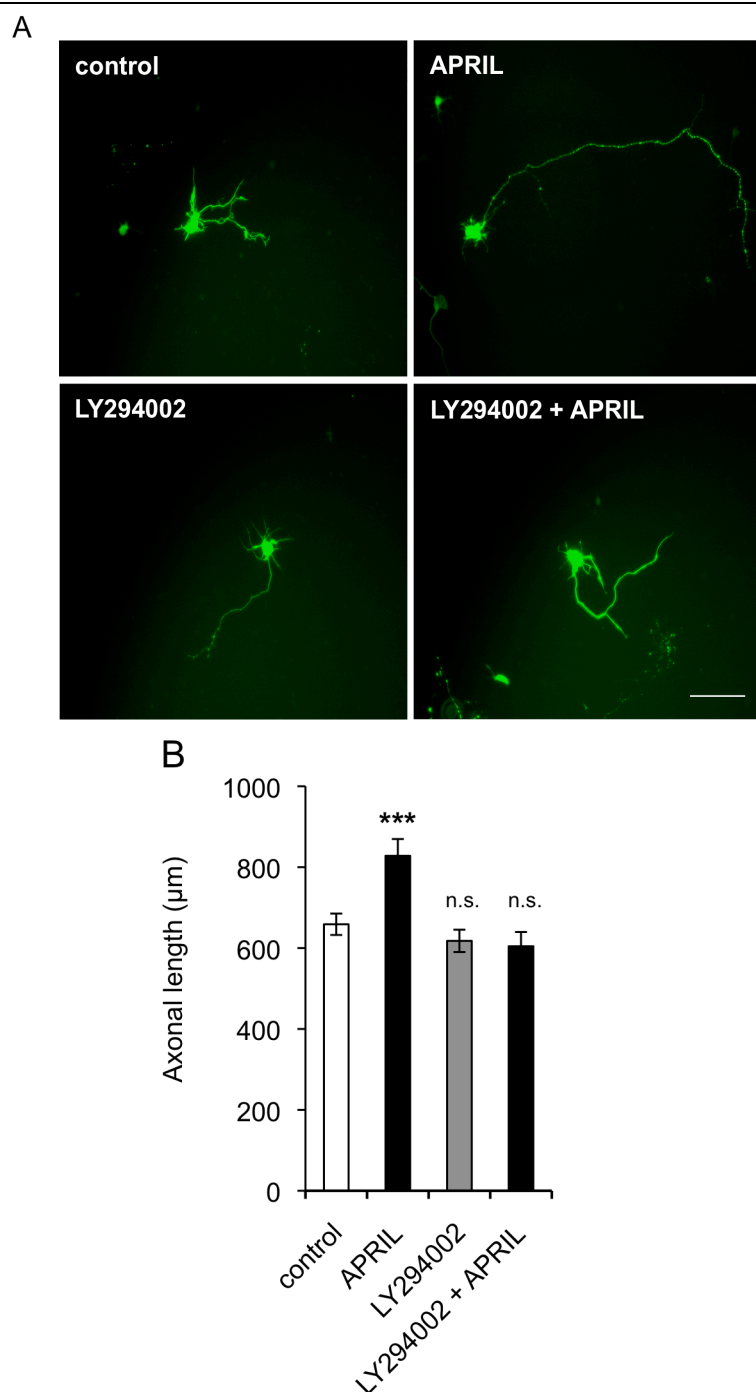 A
control
APRIL
LY294002
LY294002 + APRIL
B
1000
800
600
400
200
0
Axonal length (µm)
***
n.s.
n.s.
control
APRIL
LY294002
LY294002 + APRIL